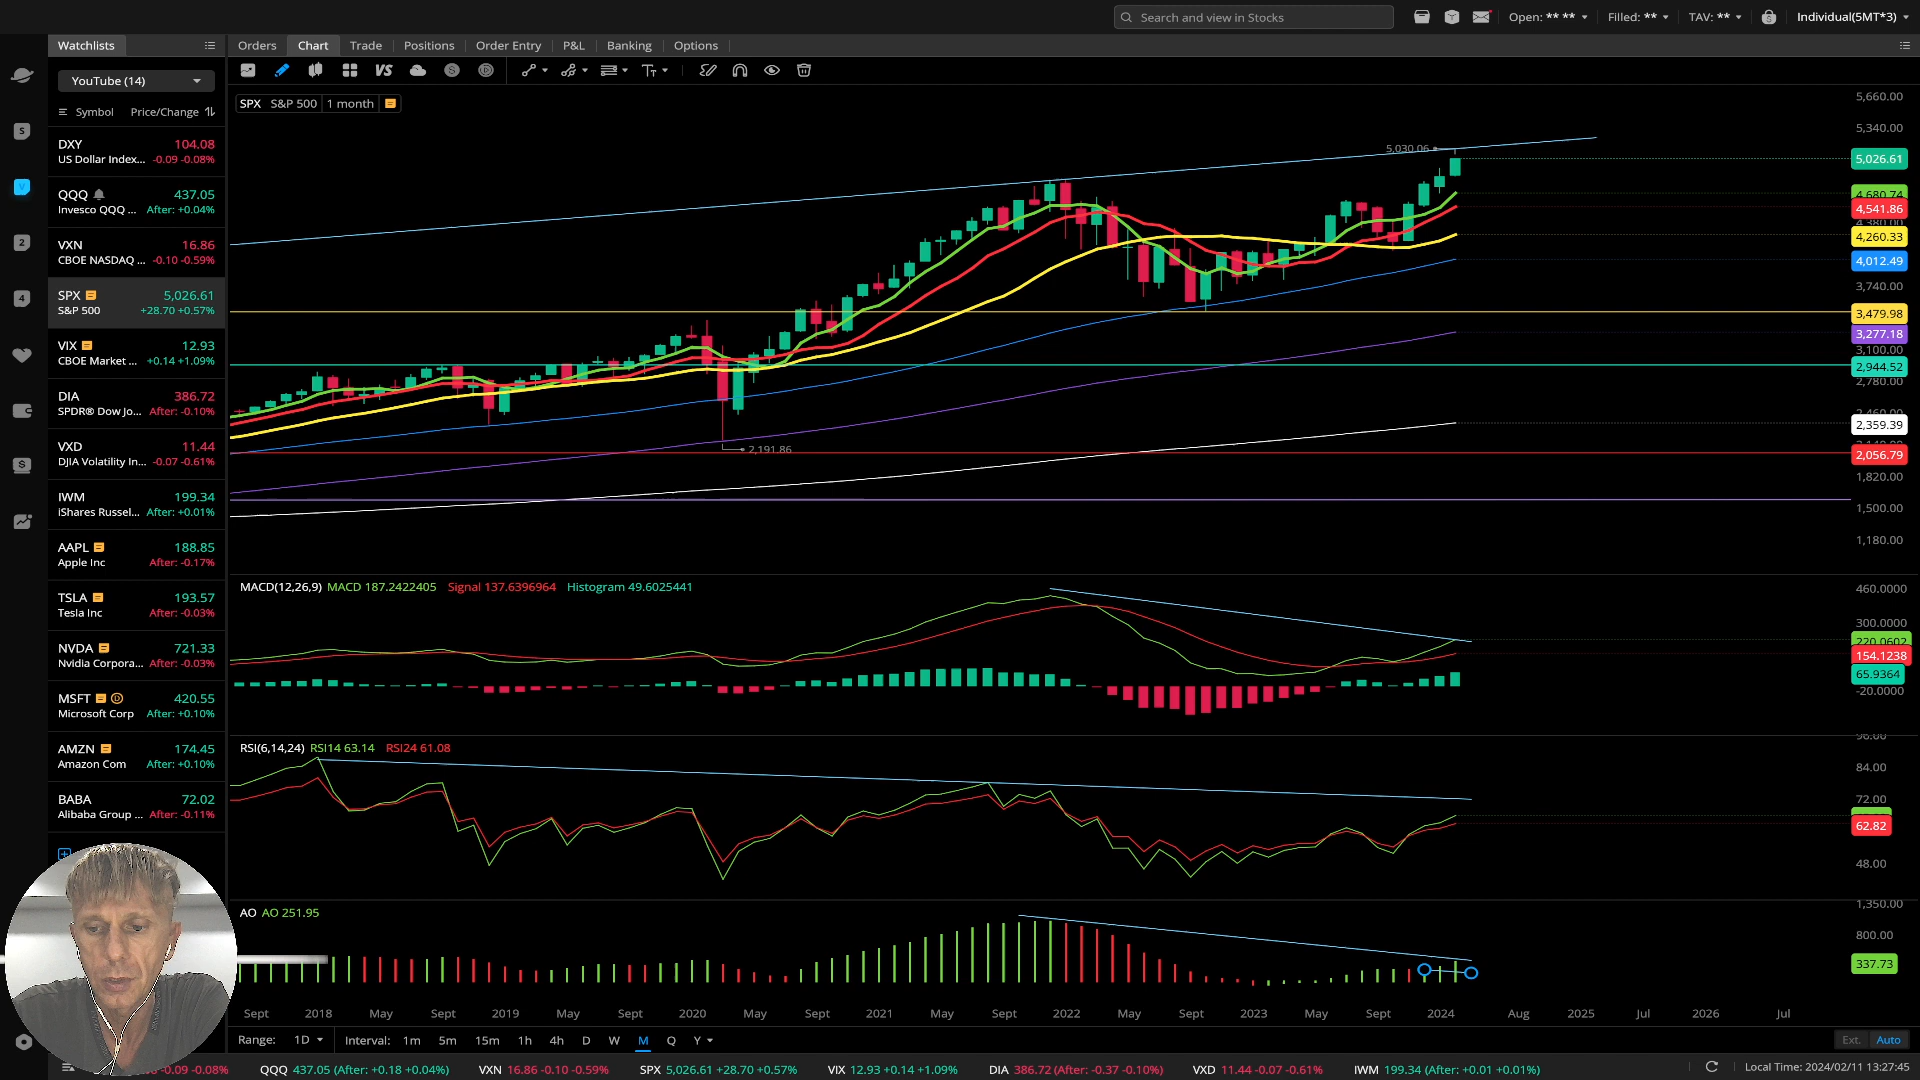 Search and view in Stocks
Open: ** **
Filled: **
TAV: **
Individual(5MT*3)
Watchlists
Orders Chart Trade Positions Order Entry P&L Banking Options
YouTube (14)
VS
Symbol Price/Change
SPX S&P 500 1 month
DXY 104.08
US Dollar Index... -0.09 -0.08%
QQQ 437.05
Invesco QQQ ... After: +0.04%
VXN 16.86
CBOE NASDAQ ... -0.10 -0.59%
SPX 5,026.61
S&P 500 +28.70 +0.57%
VIX 12.93
CBOE Market ... +0.14 +1.09%
DIA 386.72
SPDR® Dow Jo... After: -0.10%
VXD 11.44
DJIA Volatility In... -0.07 -0.61%
IWM 199.34
iShares Russel... After: +0.01%
AAPL 188.85
Apple Inc After: -0.17%
TSLA 193.57
Tesla Inc After: -0.03%
NVDA 721.33
Nvidia Corpora... After: -0.03%
MSFT 420.55
Microsoft Corp After: +0.10%
AMZN 174.45
Amazon Com After: +0.10%
BABA 72.02
Alibaba Group ... After: -0.11%
5,030.06
2,191.86
5,660.00
5,340.00
5,026.61
4,680.74
4,541.86
4,260.33
4,012.49
3,740.00
3,479.98
3,277.18
3,100.00
2,944.52
2,780.00
2,359.39
2,056.79
1,820.00
1,500.00
1,180.00
MACD(12,26,9) MACD 187.2422405 Signal 137.6396964 Histogram 49.6025441
460.0000
300.0000
220.0602
154.1238
65.9364
-20.0000
RSI(6,14,24) RSI14 63.14 RSI24 61.08
96.00
84.00
72.00
62.82
48.00
AO AO 251.95
1,350.00
800.00
337.73
Sept 2018 May Sept 2019 May Sept 2020 May Sept 2021 May Sept 2022 May Sept 2023 May Sept 2024 Aug 2025 Jul 2026 Jul
Range: 1D Interval: 1m 5m 15m 1h 4h D W M Q Y
Ext. Auto
-0.09 -0.08% QQQ 437.05 (After: +0.18 +0.04%) VXN 16.86 -0.10 -0.59% SPX 5,026.61 +28.70 +0.57% VIX 12.93 +0.14 +1.09% DIA 386.72 (After: -0.37 -0.10%) VXD 11.44 -0.07 -0.61% IWM 199.34 (After: +0.01 +0.01%)
Local Time: 2024/02/11 13:27:45